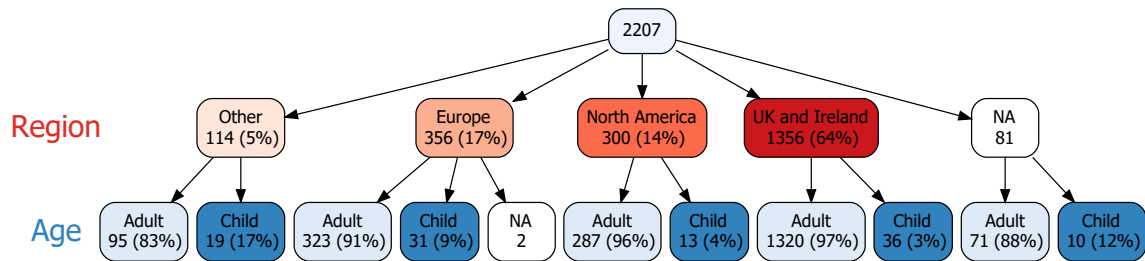 2207
Region
Other
114 (5%)
Europe
356 (17%)
North America
300 (14%)
UK and Ireland
1356 (64%)
NA
81
Age
Adult
95 (83%)
Child
19 (17%)
Adult
323 (91%)
Child
31 (9%)
NA
2
Adult
287 (96%)
Child
13 (4%)
Adult
1320 (97%)
Child
36 (3%)
Adult
71 (88%)
Child
10 (12%)